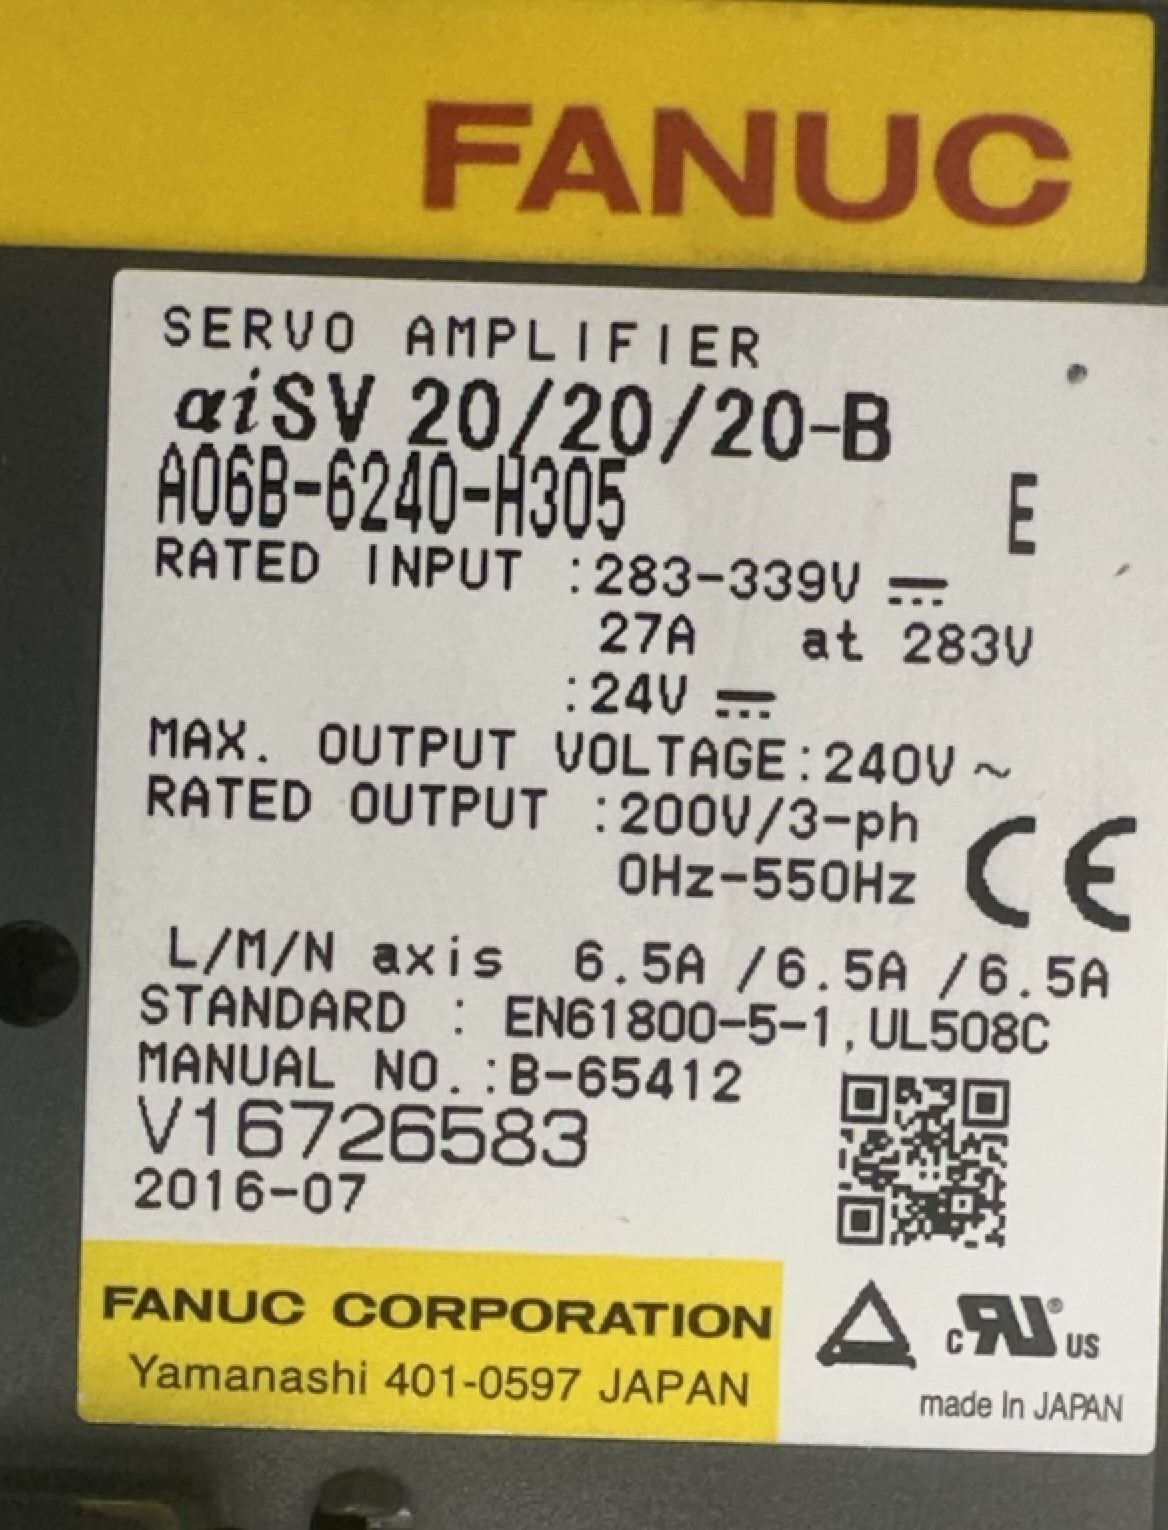 FANUC
SERVO AMPLIFIER
αiSV 20/20/20-B
A06B-6240-H305 E
RATED INPUT :283-339V ⎓
27A at 283V
:24V ⎓
MAX. OUTPUT VOLTAGE:240V ~
RATED OUTPUT :200V/3-ph
0Hz-550Hz
CE
L/M/N axis 6.5A /6.5A /6.5A
STANDARD : EN61800-5-1,UL508C
MANUAL NO.:B-65412
V16726583
2016-07
FANUC CORPORATION
Yamanashi 401-0597 JAPAN
c RU ® US
made In JAPAN